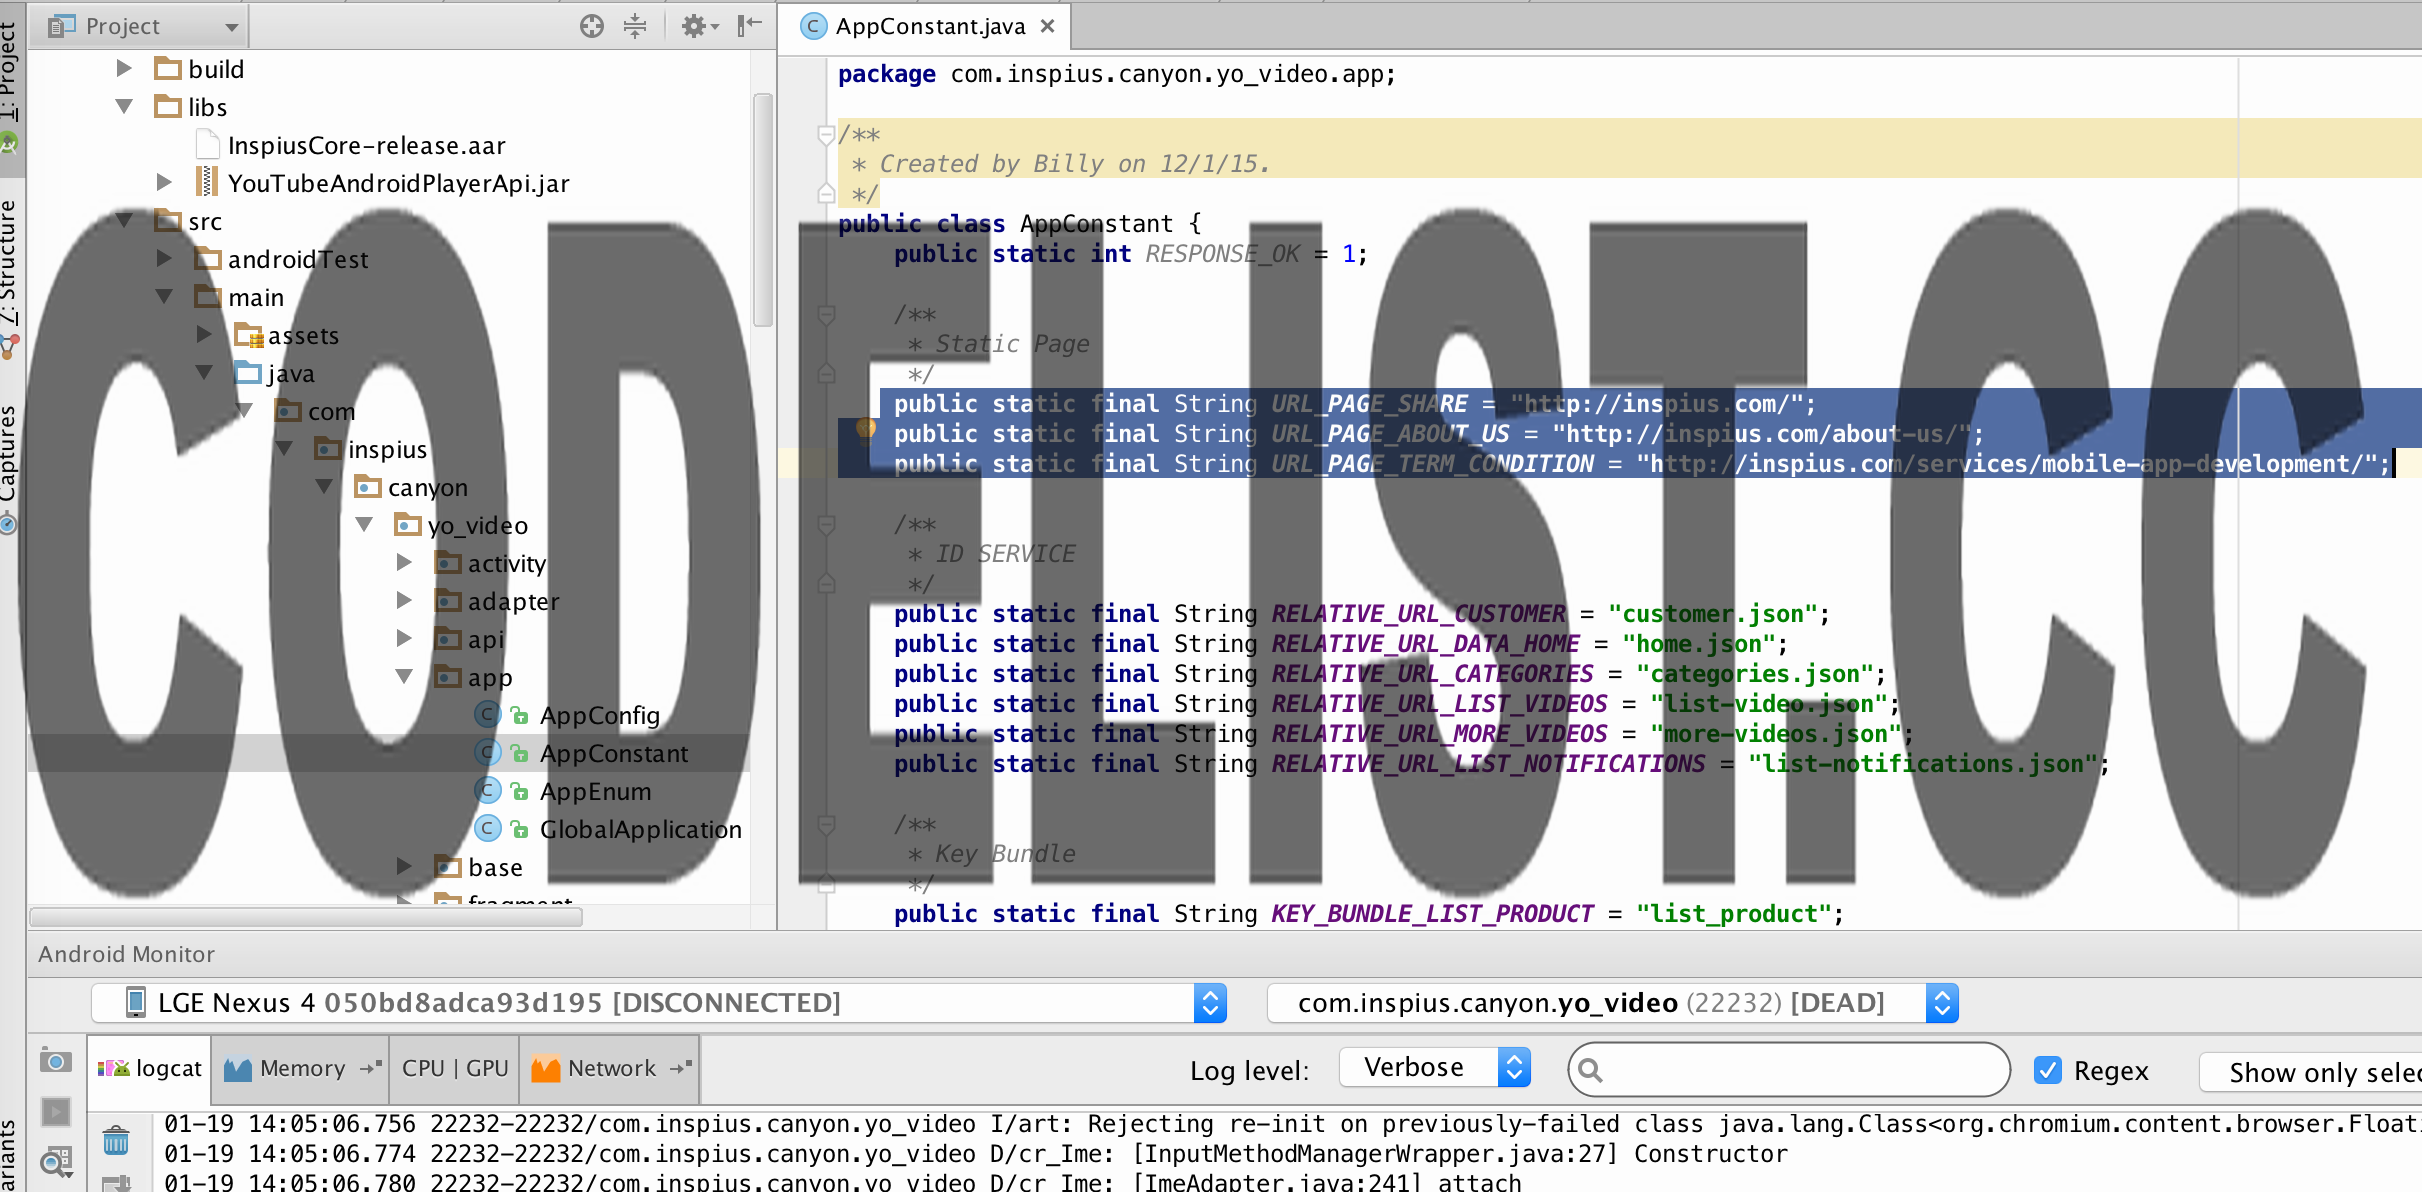 Project
AppConstant.java
1: Project
7: Structure
Captures
build
libs
InspiusCore-release.aar
YouTubeAndroidPlayerApi.jar
src
androidTest
main
assets
java
com
inspius
canyon
yo_video
activity
adapter
api
app
AppConfig
AppConstant
AppEnum
GlobalApplication
base
fragment
package com.inspius.canyon.yo_video.app;
/**
* Created by Billy on 12/1/15.
*/
public class AppConstant {
public static int RESPONSE_OK = 1;
/**
* Static Page
*/
public static final String URL_PAGE_SHARE = "http://inspius.com/";
public static final String URL_PAGE_ABOUT_US = "http://inspius.com/about-us/";
public static final String URL_PAGE_TERM_CONDITION = "http://inspius.com/services/mobile-app-development/";
/**
* ID SERVICE
*/
public static final String RELATIVE_URL_CUSTOMER = "customer.json";
public static final String RELATIVE_URL_DATA_HOME = "home.json";
public static final String RELATIVE_URL_CATEGORIES = "categories.json";
public static final String RELATIVE_URL_LIST_VIDEOS = "list-video.json";
public static final String RELATIVE_URL_MORE_VIDEOS = "more-videos.json";
public static final String RELATIVE_URL_LIST_NOTIFICATIONS = "list-notifications.json";
/**
* Key Bundle
*/
public static final String KEY_BUNDLE_LIST_PRODUCT = "list_product";
CODELIST.CC
Android Monitor
LGE Nexus 4 050bd8adca93d195 [DISCONNECTED]
com.inspius.canyon.yo_video (22232) [DEAD]
logcat
Memory
CPU | GPU
Network
Log level:
Verbose
Regex
Show only selec
ariants
01-19 14:05:06.756 22232-22232/com.inspius.canyon.yo_video I/art: Rejecting re-init on previously-failed class java.lang.Class<org.chromium.content.browser.Floati
01-19 14:05:06.774 22232-22232/com.inspius.canyon.yo_video D/cr_Ime: [InputMethodManagerWrapper.java:27] Constructor
01-19 14:05:06.780 22232-22232/com.inspius.canyon.yo_video D/cr_Ime: [ImeAdapter.java:241] attach